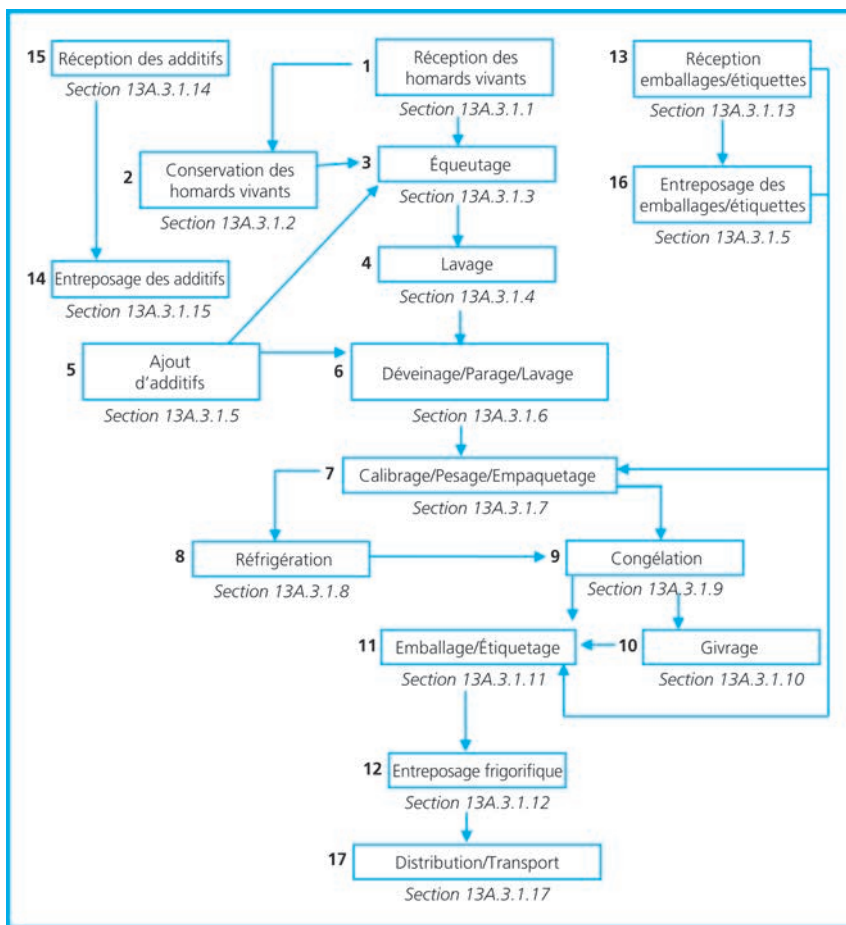 15 Réception des additifs
Section 13A.3.1.14
1 Réception des
homards vivants
Section 13A.3.1.1
13 Réception
emballages/étiquettes
Section 13A.3.1.13
2 Conservation des
homards vivants
Section 13A.3.1.2
3 Équeutage
Section 13A.3.1.3
16 Entreposage des
emballages/étiquettes
Section 13A.3.1.5
14 Entreposage des additifs
Section 13A.3.1.15
4 Lavage
Section 13A.3.1.4
5 Ajout
d'additifs
Section 13A.3.1.5
6 Déveinage/Parage/Lavage
Section 13A.3.1.6
7 Calibrage/Pesage/Empaquetage
Section 13A.3.1.7
8 Réfrigération
Section 13A.3.1.8
9 Congélation
Section 13A.3.1.9
11 Emballage/Étiquetage
Section 13A.3.1.11
10 Givrage
Section 13A.3.1.10
12 Entreposage frigorifique
Section 13A.3.1.12
17 Distribution/Transport
Section 13A.3.1.17